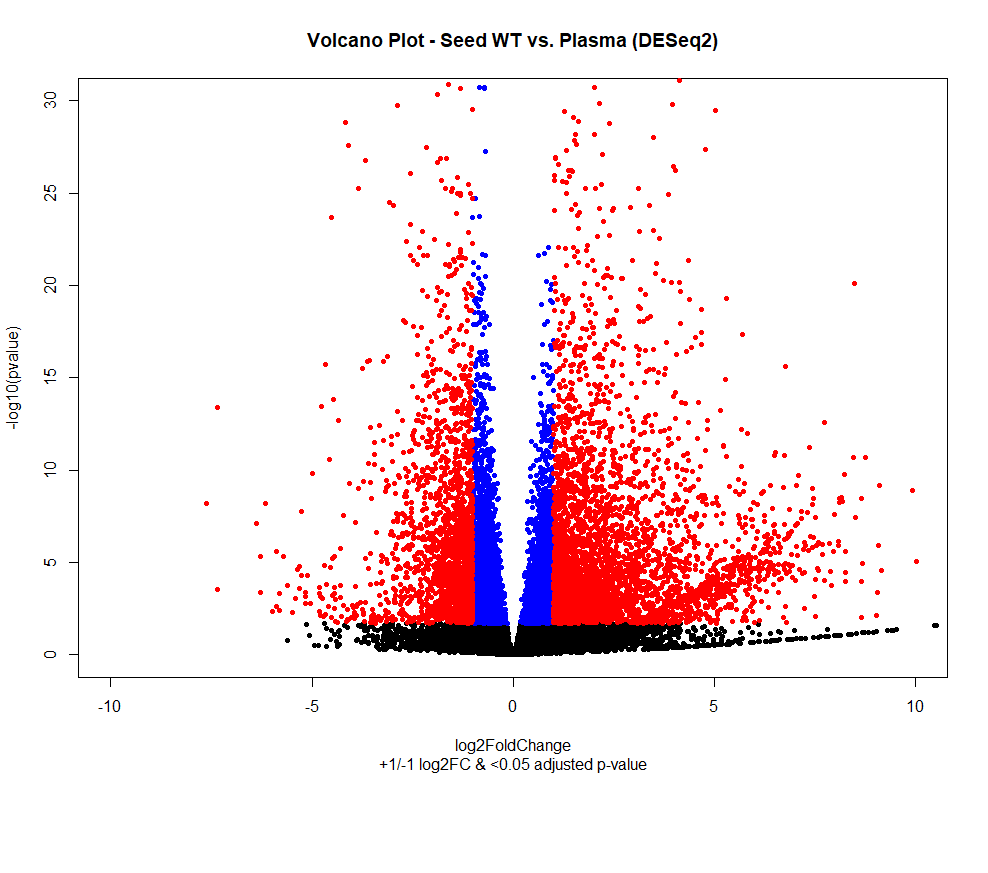 Volcano Plot - Seed WT vs. Plasma (DESeq2)
30
25
20
15
10
5
0
-log10(pvalue)
-10 -5 0 5 10
log2FoldChange
+1/-1 log2FC & <0.05 adjusted p-value